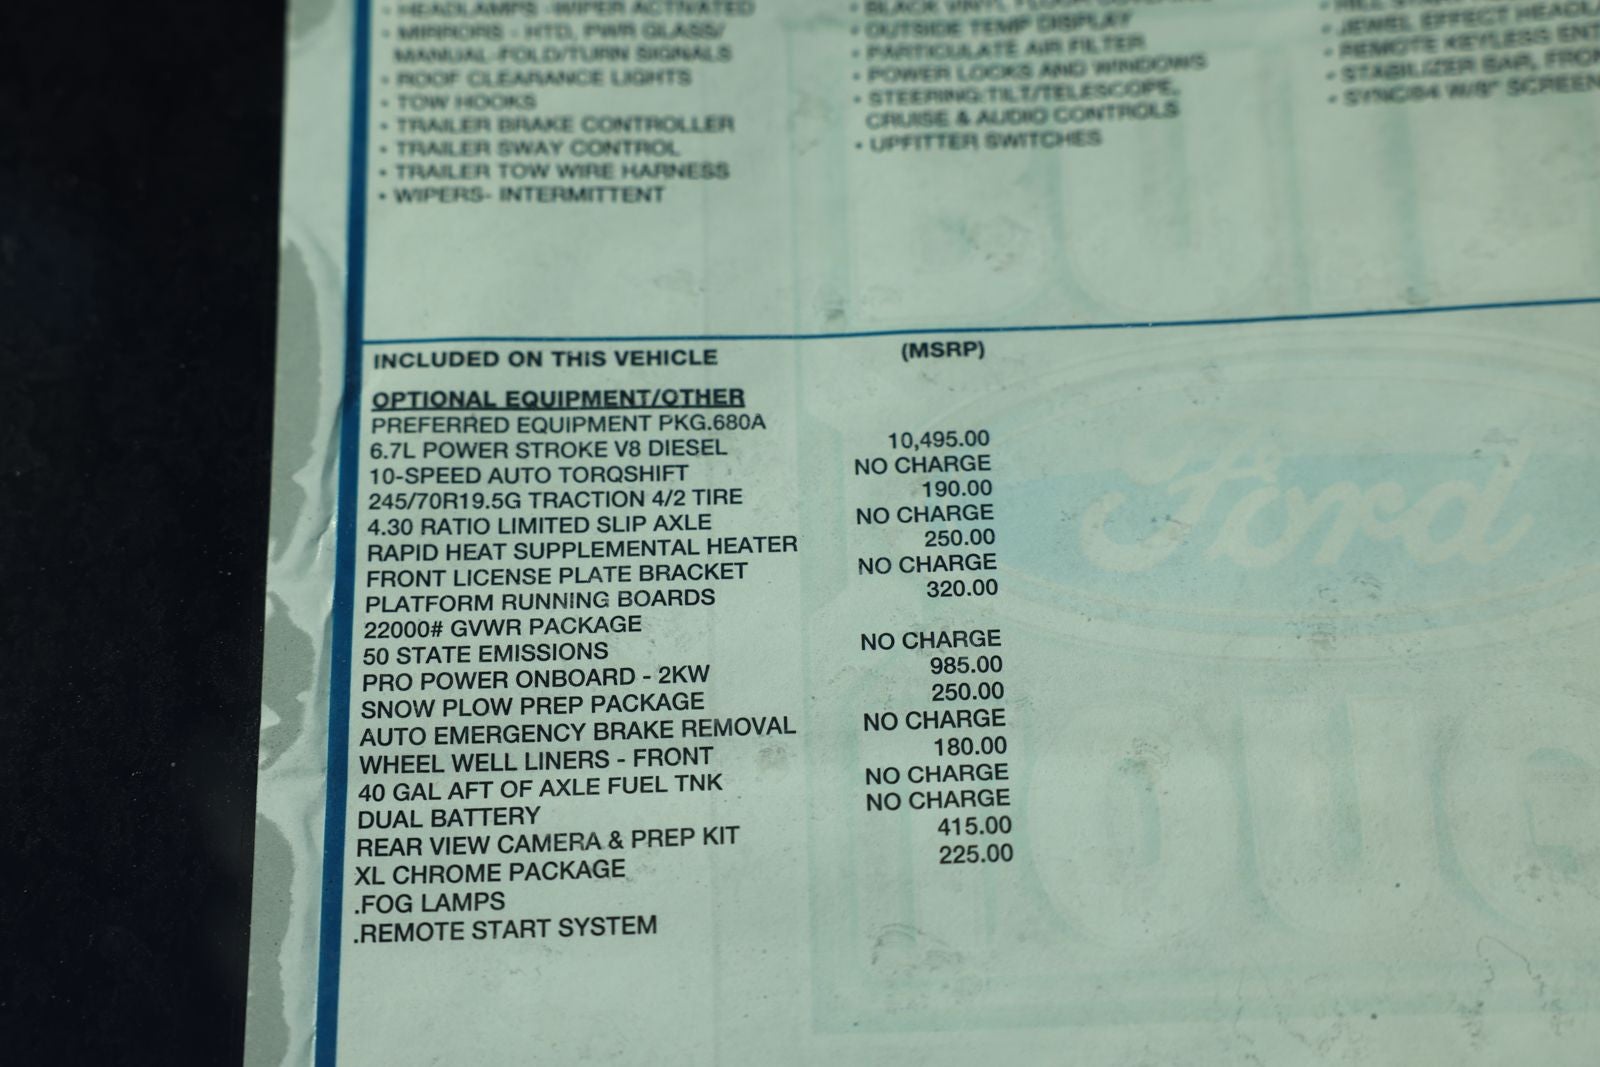 • HEADLAMPS -WIPER ACTIVATED
• MIRRORS - HTD, PWR GLASS/
MANUAL-FOLD/TURN SIGNALS
• ROOF CLEARANCE LIGHTS
• TOW HOOKS
• TRAILER BRAKE CONTROLLER
• TRAILER SWAY CONTROL
• TRAILER TOW WIRE HARNESS
• WIPERS- INTERMITTENT
• BLACK VINYL FLOOR
• OUTSIDE TEMP DISPLAY
• PARTICULATE AIR FILTER
• POWER LOCKS AND WINDOWS
• STEERING:TILT/TELESCOPE,
CRUISE & AUDIO CONTROLS
• UPFITTER SWITCHES
• JEWEL EFFECT
• REMOTE KEYLESS
• STABILIZER BAR,
• SYNC®4 W/8" SCREEN
INCLUDED ON THIS VEHICLE (MSRP)
OPTIONAL EQUIPMENT/OTHER
PREFERRED EQUIPMENT PKG.680A
6.7L POWER STROKE V8 DIESEL 10,495.00
10-SPEED AUTO TORQSHIFT NO CHARGE
245/70R19.5G TRACTION 4/2 TIRE 190.00
4.30 RATIO LIMITED SLIP AXLE NO CHARGE
RAPID HEAT SUPPLEMENTAL HEATER 250.00
FRONT LICENSE PLATE BRACKET NO CHARGE
PLATFORM RUNNING BOARDS 320.00
22000# GVWR PACKAGE
50 STATE EMISSIONS NO CHARGE
PRO POWER ONBOARD - 2KW 985.00
SNOW PLOW PREP PACKAGE 250.00
AUTO EMERGENCY BRAKE REMOVAL NO CHARGE
WHEEL WELL LINERS - FRONT 180.00
40 GAL AFT OF AXLE FUEL TNK NO CHARGE
DUAL BATTERY NO CHARGE
REAR VIEW CAMERA & PREP KIT 415.00
XL CHROME PACKAGE 225.00
.FOG LAMPS
.REMOTE START SYSTEM
Ford